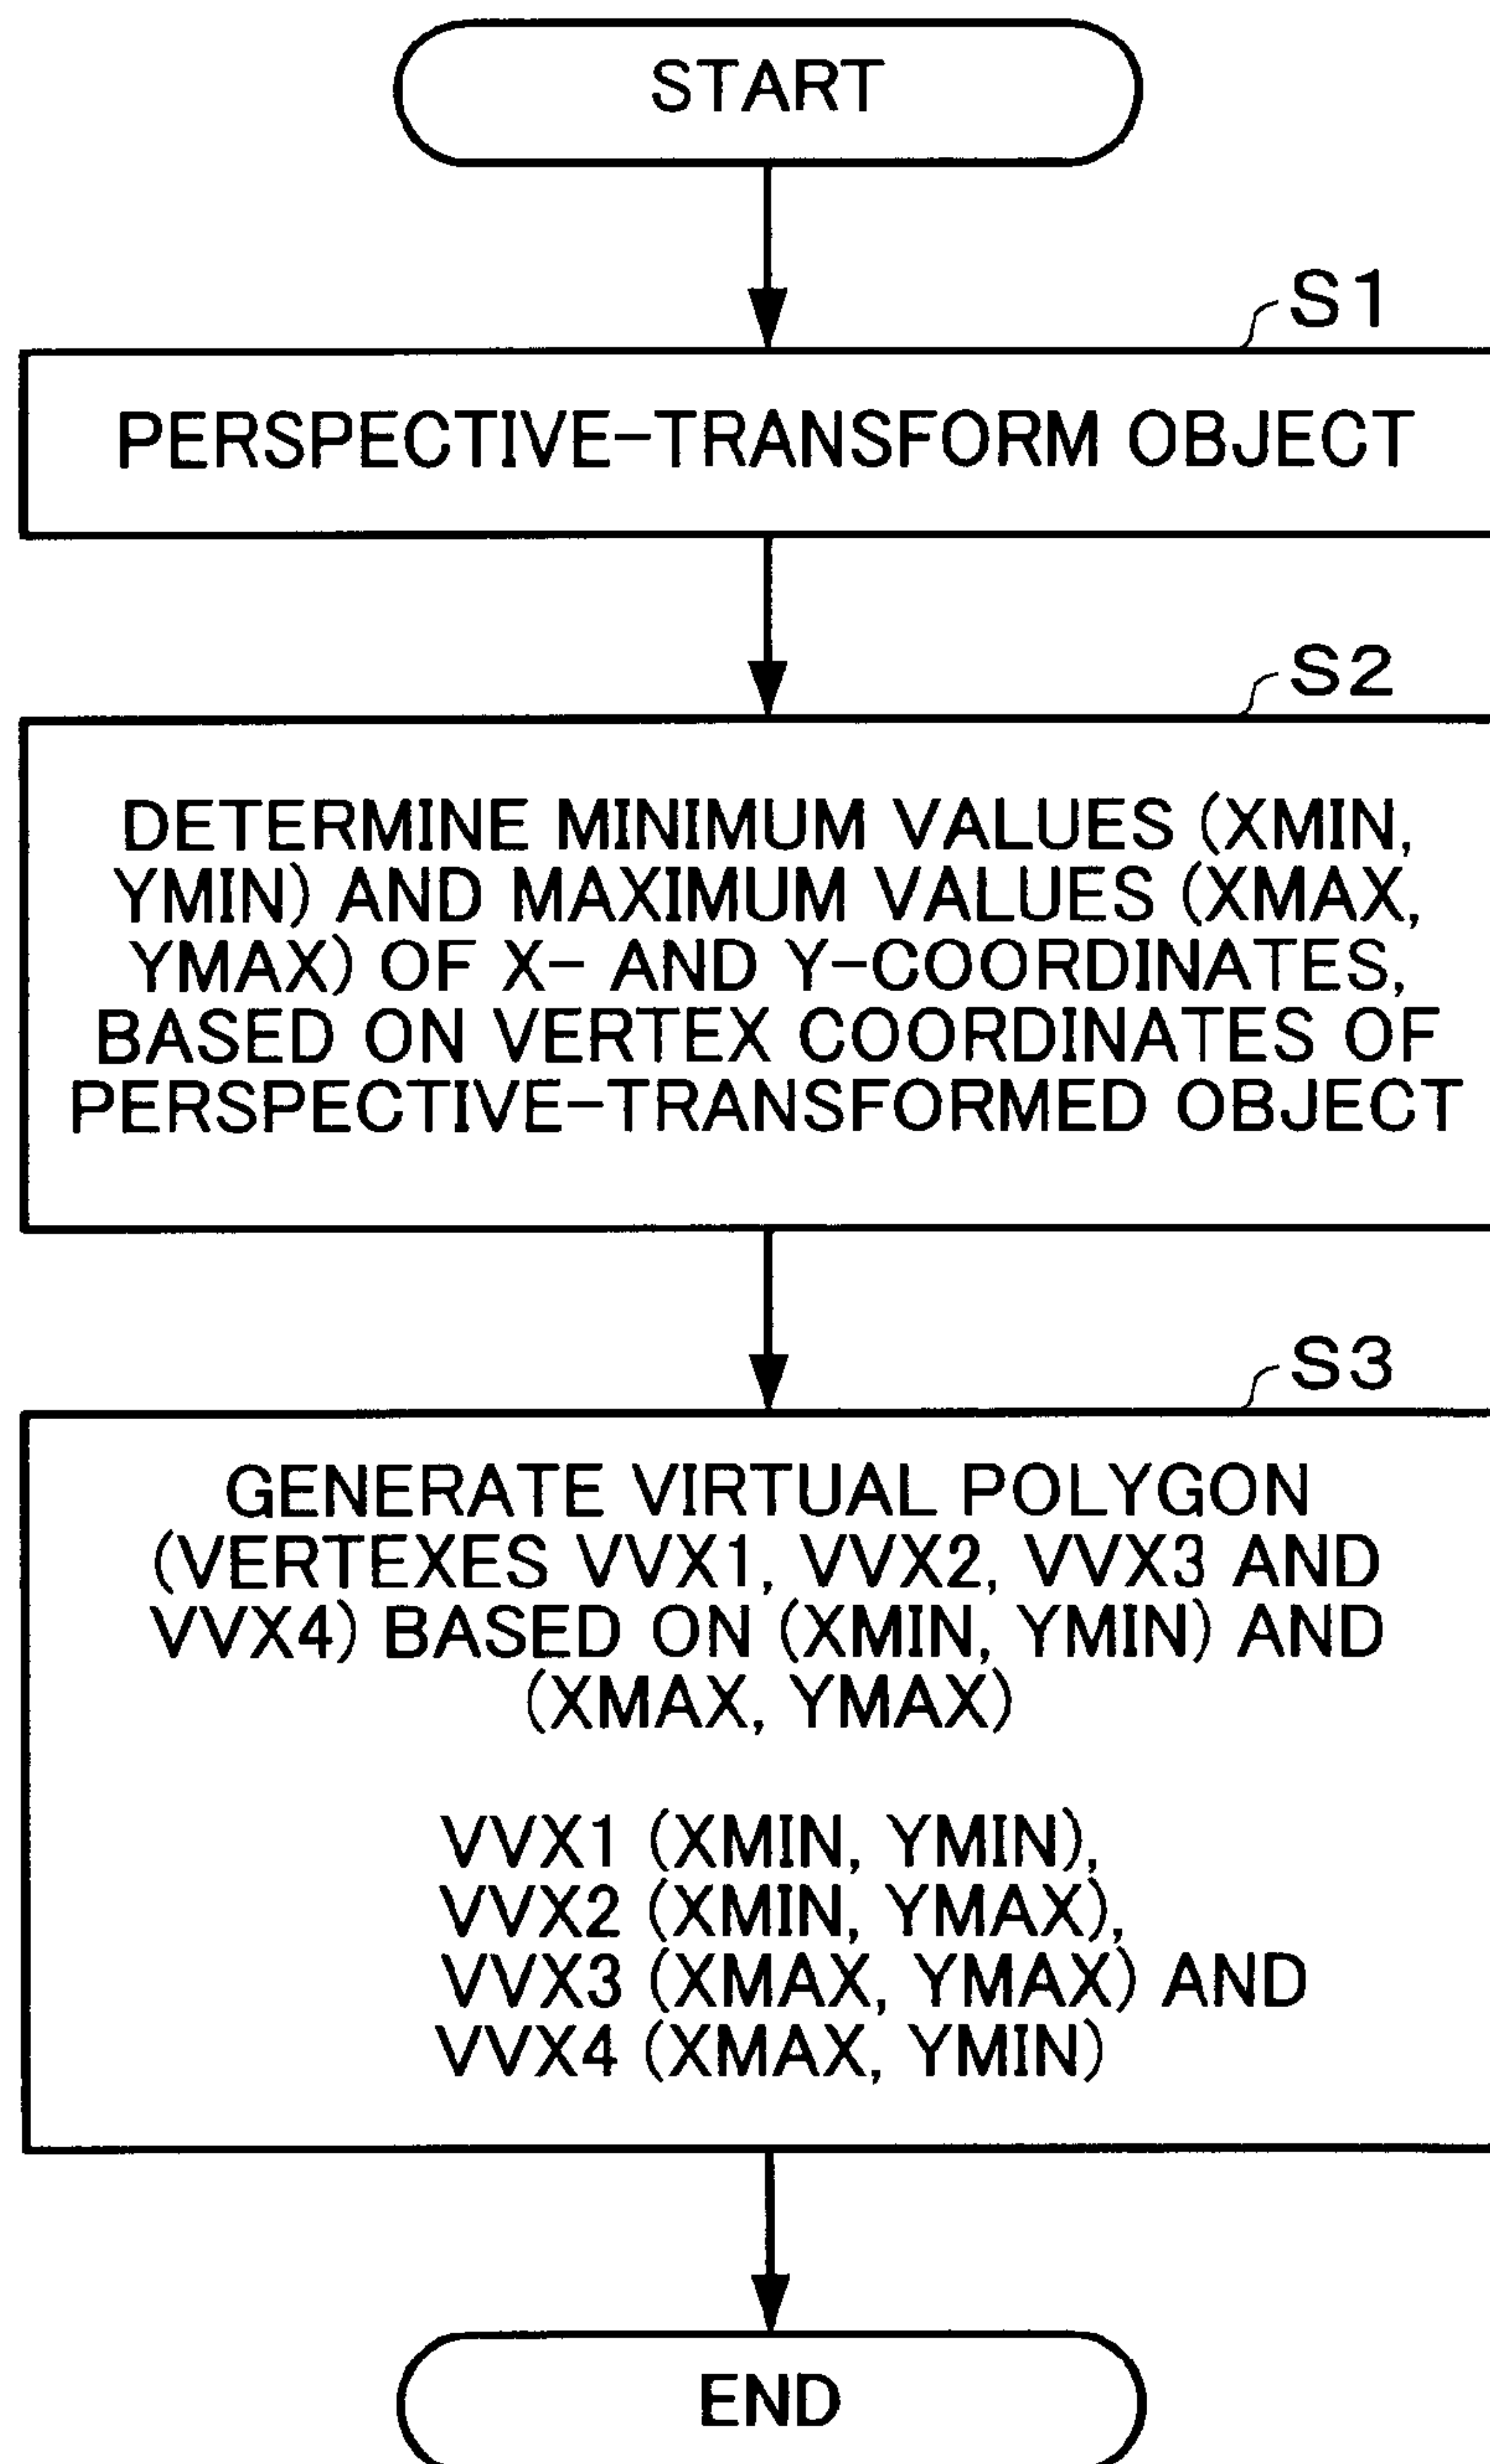 START
S1
PERSPECTIVE-TRANSFORM OBJECT
S2
DETERMINE MINIMUM VALUES (XMIN,
YMIN) AND MAXIMUM VALUES (XMAX,
YMAX) OF X- AND Y-COORDINATES,
BASED ON VERTEX COORDINATES OF
PERSPECTIVE-TRANSFORMED OBJECT
S3
GENERATE VIRTUAL POLYGON
(VERTEXES VVX1, VVX2, VVX3 AND
VVX4) BASED ON (XMIN, YMIN) AND
(XMAX, YMAX)
VVX1 (XMIN, YMIN),
VVX2 (XMIN, YMAX),
VVX3 (XMAX, YMAX) AND
VVX4 (XMAX, YMIN)
END